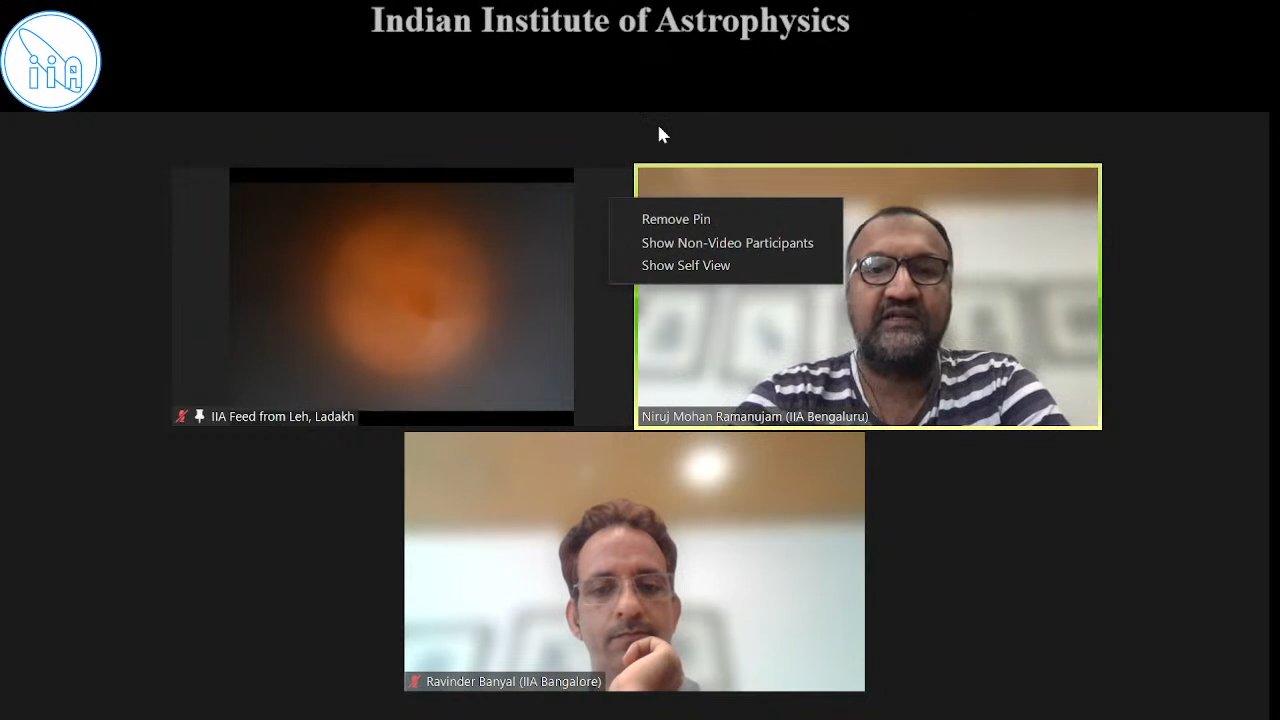 Indian Institute of Astrophysics
iiA
Remove Pin
Show Non-Video Participants
Show Self View
IIA Feed from Leh, Ladakh
Niruj Mohan Ramanujam (IIA Bengaluru)
Ravinder Banyal (IIA Bangalore)